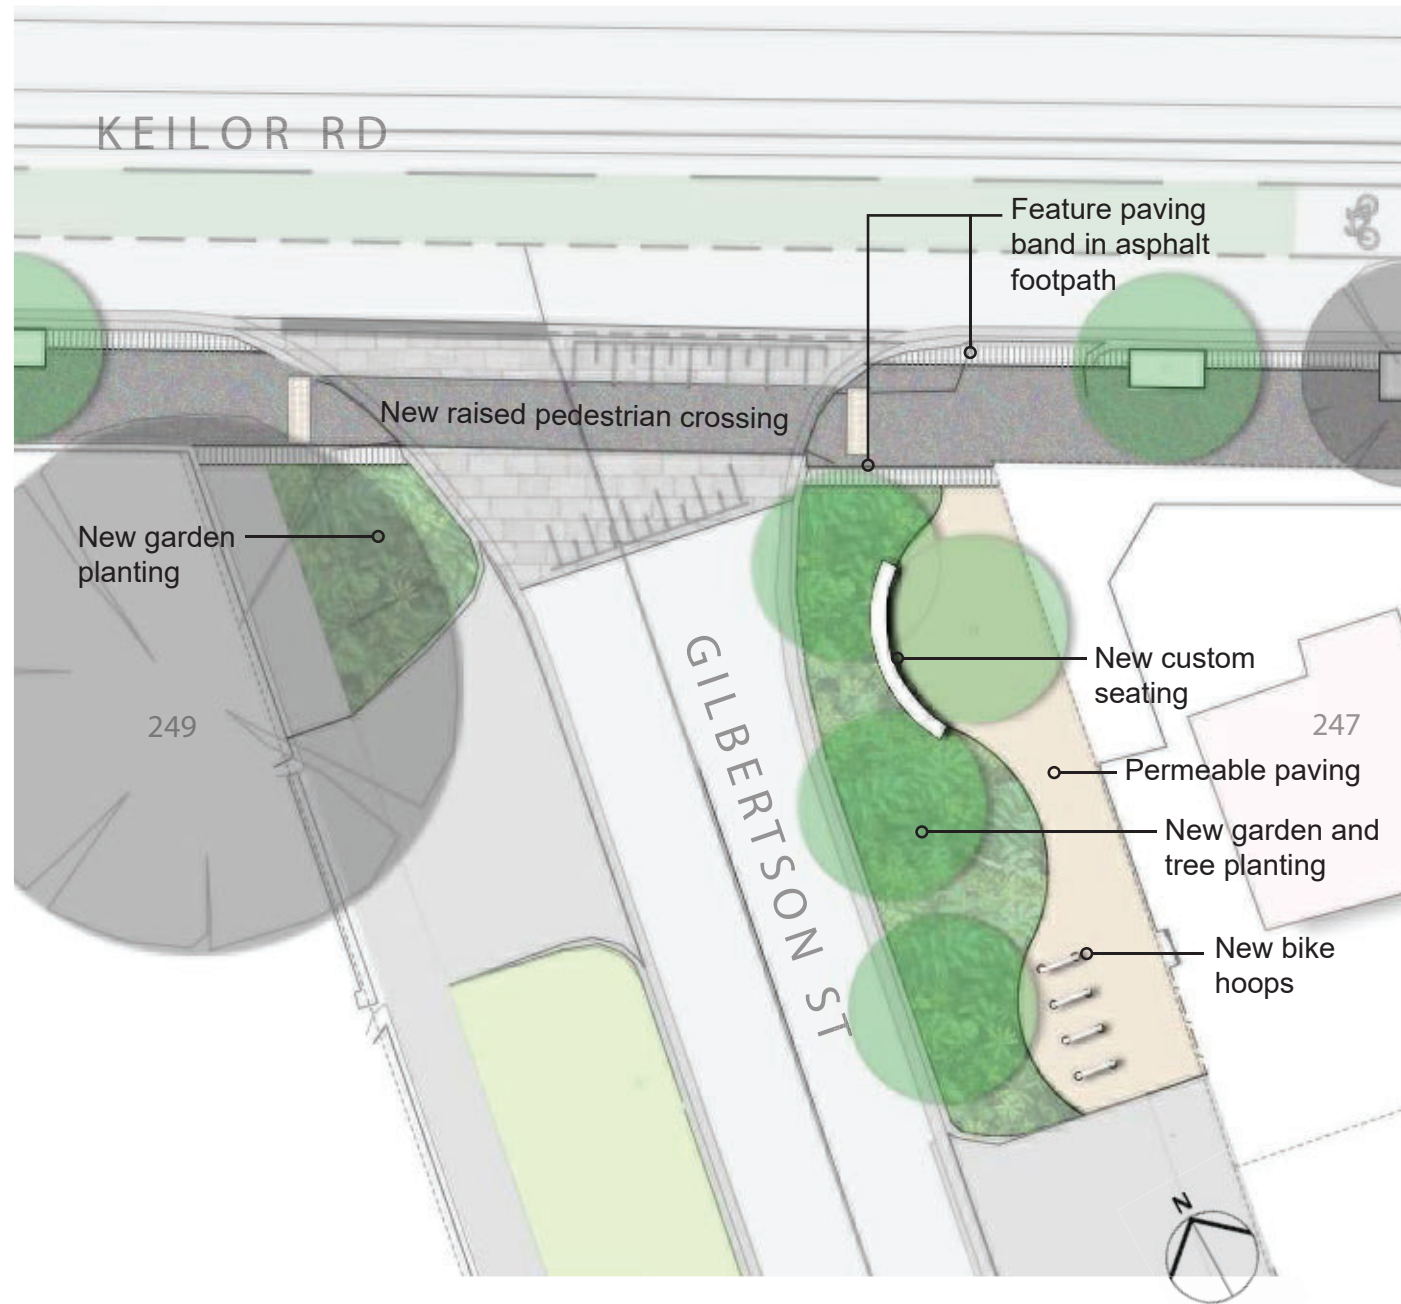 KEILOR RD
Feature paving
band in asphalt
footpath
New raised pedestrian crossing
New garden
planting
GILBERTSON ST
New custom
seating
249
247
Permeable paving
New garden and
tree planting
New bike
hoops
N